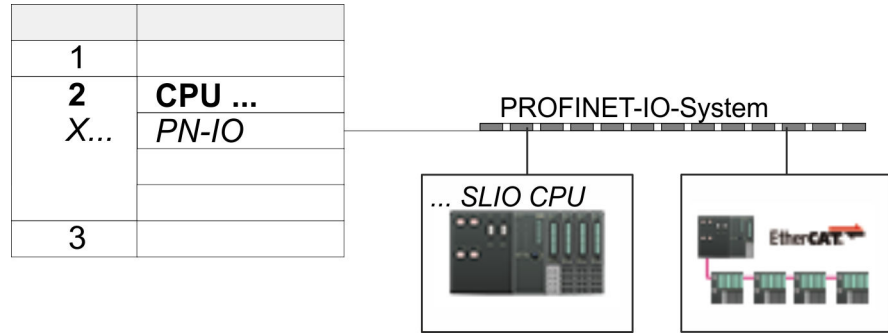 1
2 CPU ...
X... PN-IO
3
PROFINET-IO-System
... SLIO CPU
EtherCAT